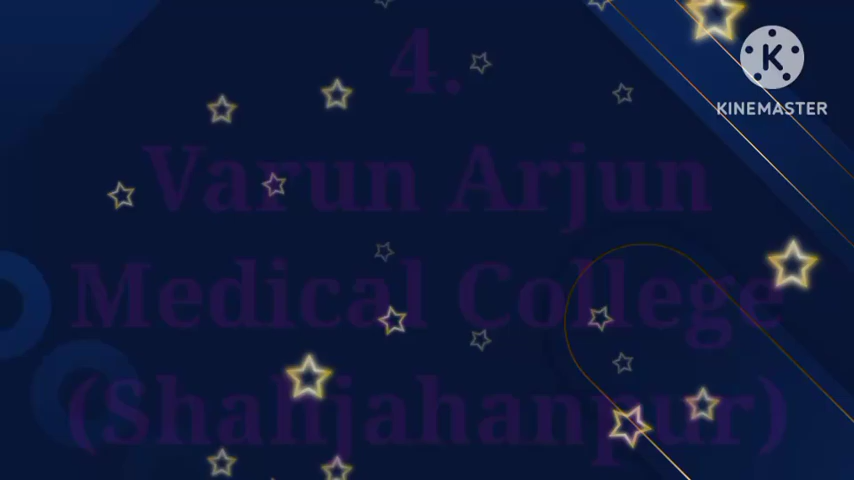 4.
Varun Arjun
Medical College
(Shahjahanpur)
K
KINEMASTER